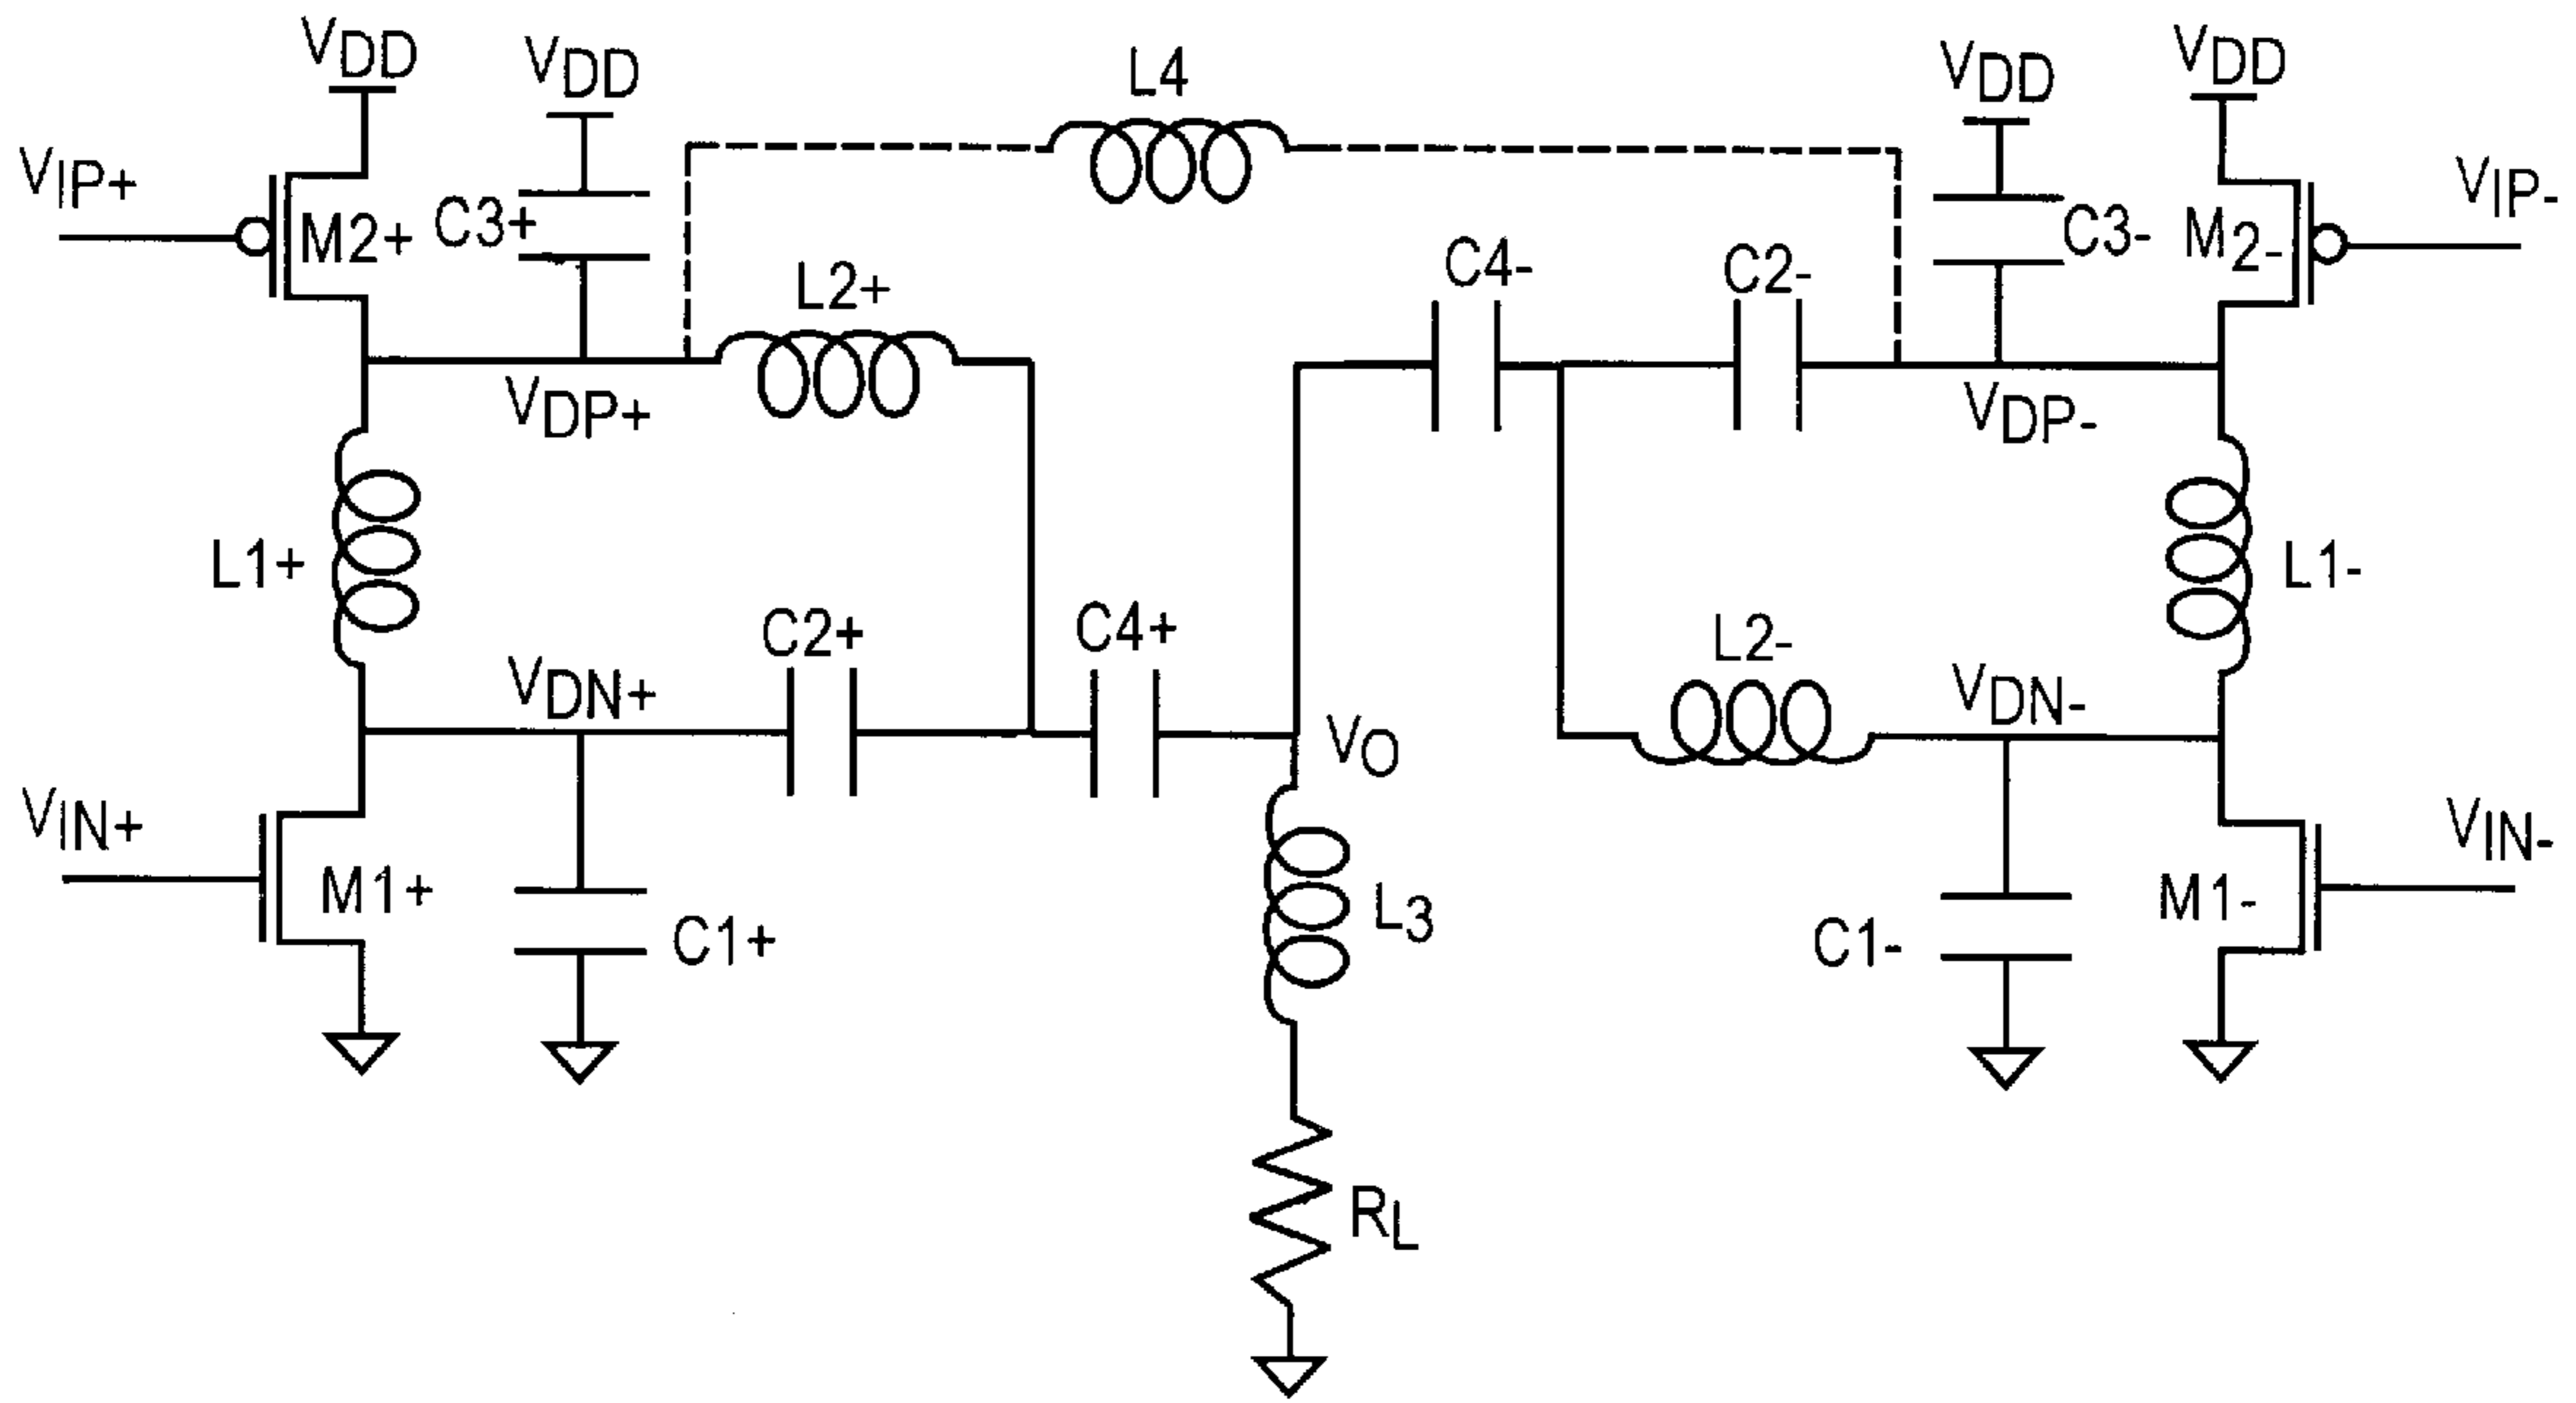 VDD
VDD
L4
VDD
VDD
VIP+
M2+
C3+
L2+
C4-
C2-
C3-
M2-
VIP-
VDP+
VDP-
L1+
L1-
C2+
C4+
L2-
VDN+
VDN-
VO
VIN+
M1+
C1+
L3
C1-
M1-
VIN-
RL